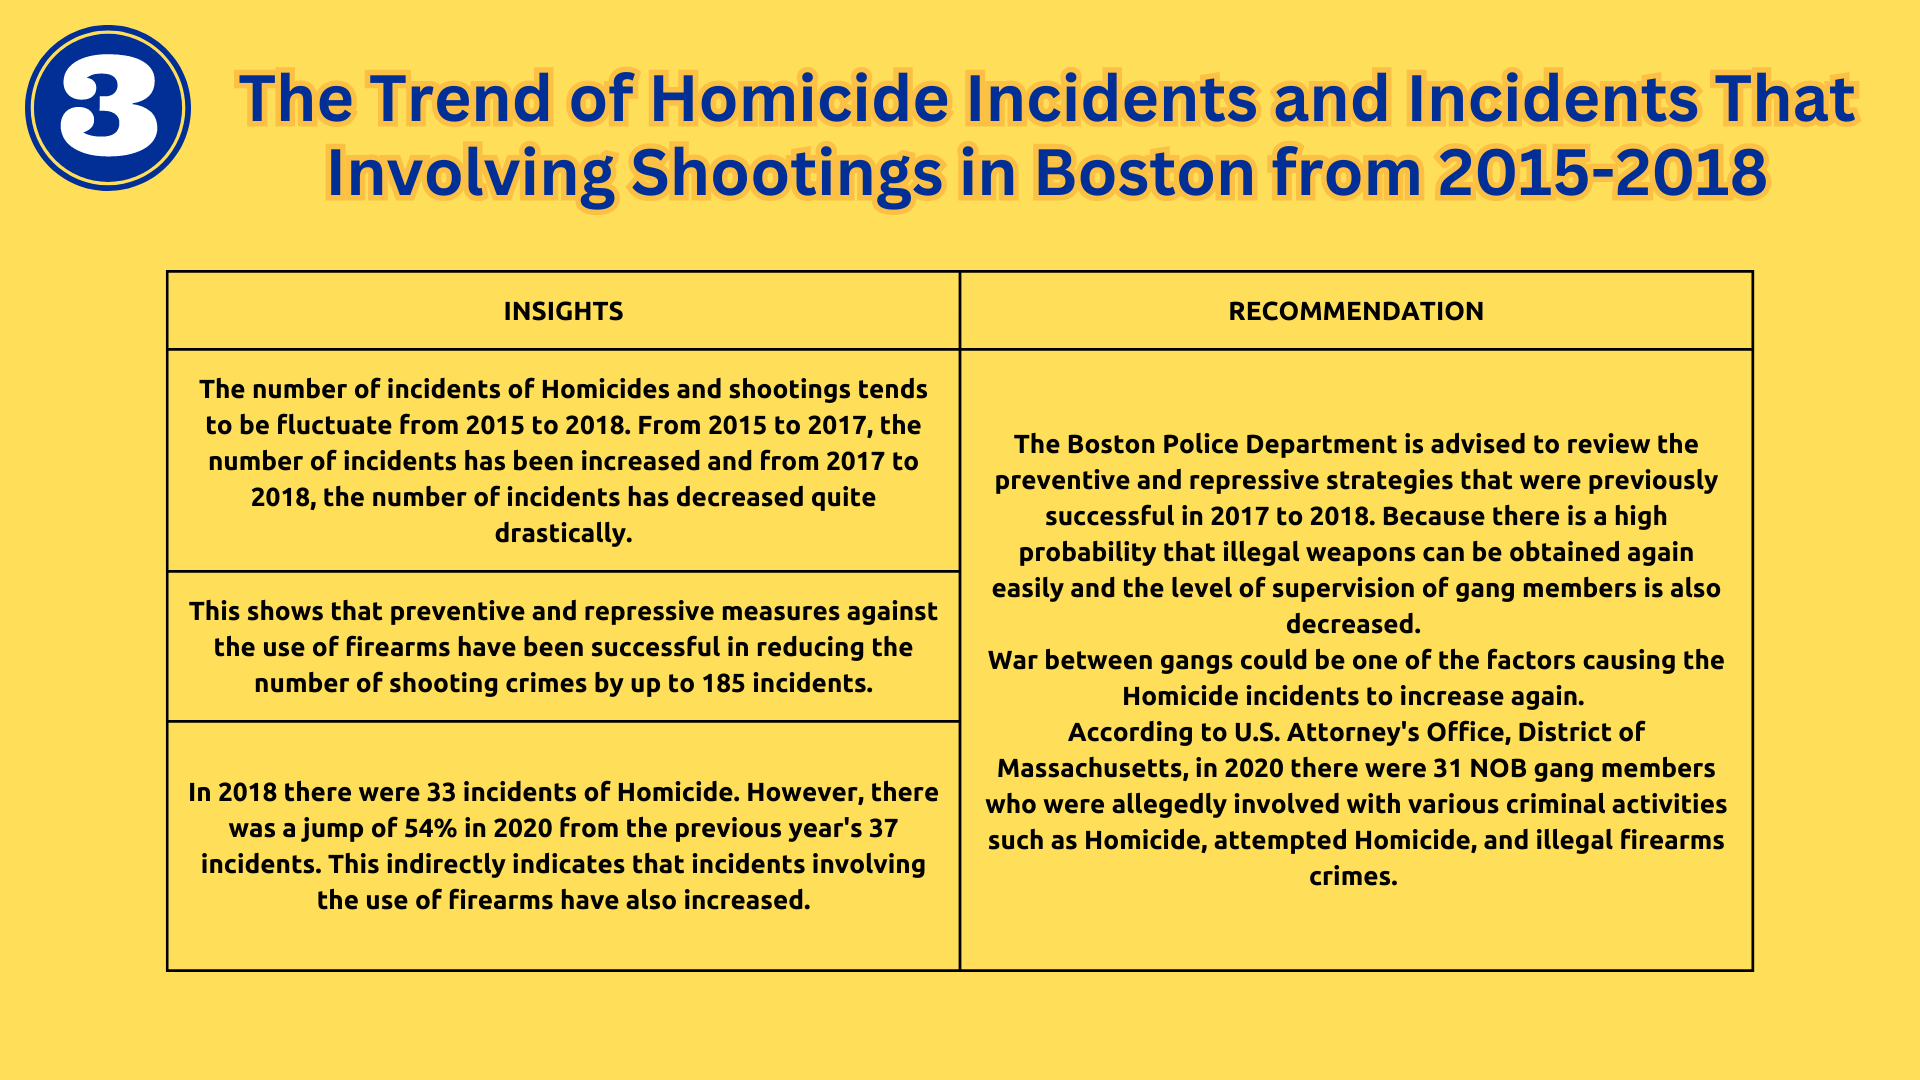 3
The Trend of Homicide Incidents and Incidents That
Involving Shootings in Boston from 2015-2018
INSIGHTS
The number of incidents of Homicides and shootings tends
to be fluctuate from 2015 to 2018. From 2015 to 2017, the
number of incidents has been increased and from 2017 to
2018, the number of incidents has decreased quite
drastically.
This shows that preventive and repressive measures against
the use of firearms have been successful in reducing the
number of shooting crimes by up to 185 incidents.
In 2018 there were 33 incidents of Homicide. However, there
was a jump of 54% in 2020 from the previous year's 37
incidents. This indirectly indicates that incidents involving
the use of firearms have also increased.
RECOMMENDATION
The Boston Police Department is advised to review the
preventive and repressive strategies that were previously
successful in 2017 to 2018. Because there is a high
probability that illegal weapons can be obtained again
easily and the level of supervision of gang members is also
decreased.
War between gangs could be one of the factors causing the
Homicide incidents to increase again.
According to U.S. Attorney's Office, District of
Massachusetts, in 2020 there were 31 NOB gang members
who were allegedly involved with various criminal activities
such as Homicide, attempted Homicide, and illegal firearms
crimes.